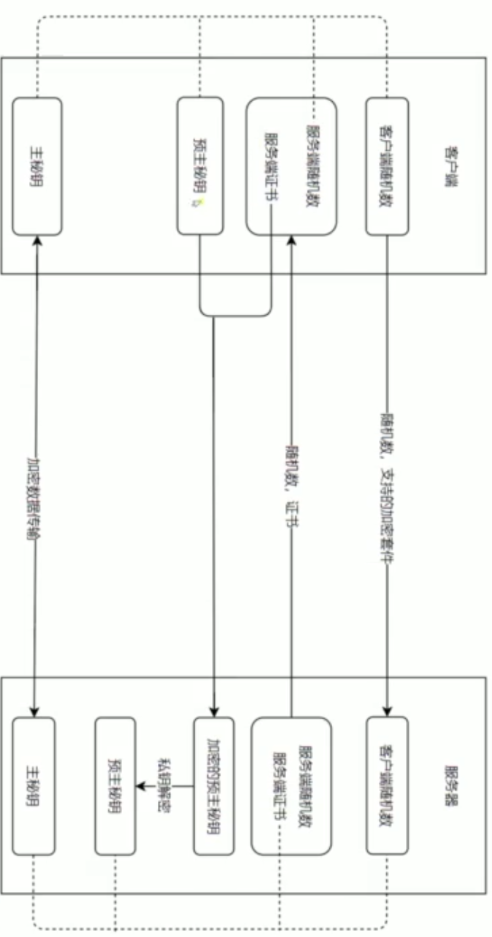 客户端
客户端随机数
服务端随机数
服务端证书
预主秘钥
主秘钥
随机数，支持的加密套件
随机数，证书
加密数据传输
服务器
客户端随机数
服务端随机数
服务端证书
加密的预主秘钥
私钥解密
预主秘钥
主秘钥